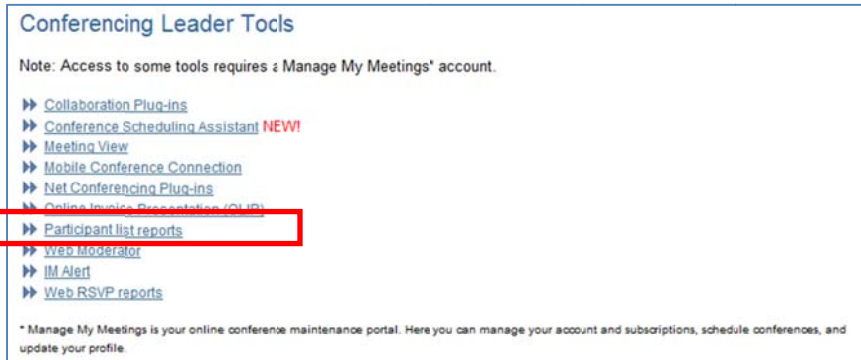 Conferencing Leader Tools
Note: Access to some tools requires a Manage My Meetings* account.
Collaboration Plug-ins
Conference Scheduling Assistant NEW!
Meeting View
Mobile Conference Connection
Net Conferencing Plug-ins
Online Invoice Presentation (OLIP)
Participant list reports
Web Moderator
IM Alert
Web RSVP reports
* Manage My Meetings is your online conference maintenance portal. Here you can manage your account and subscriptions, schedule conferences, and
update your profile